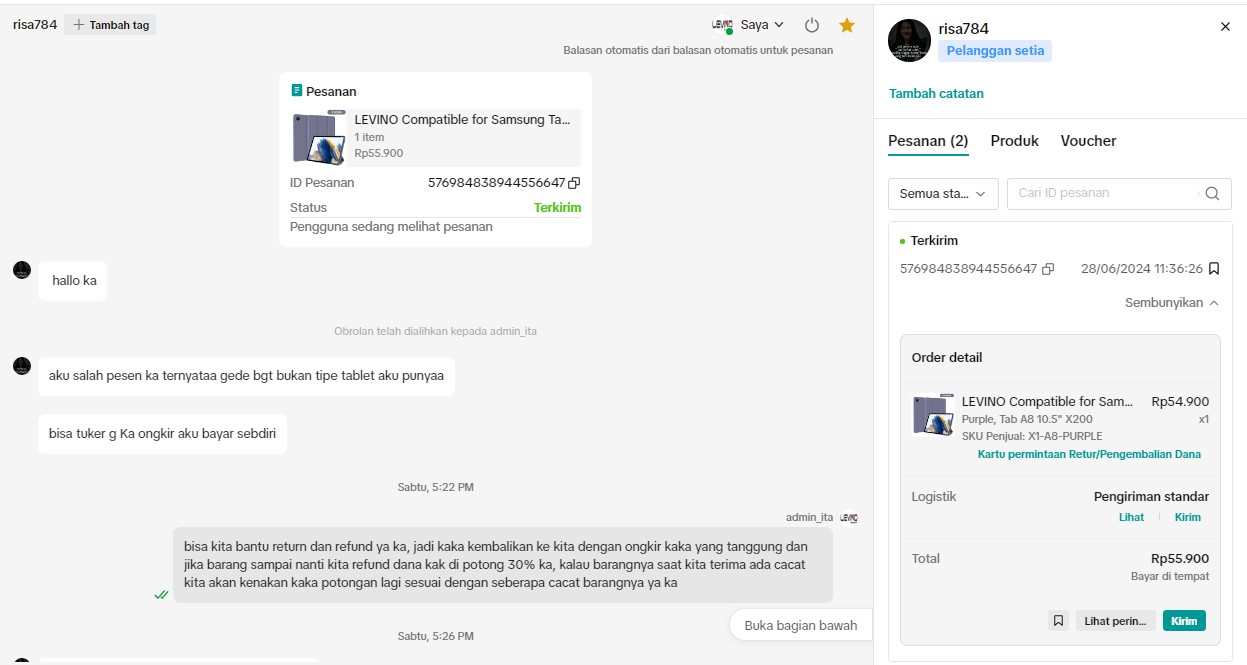 risa784
Tambah tag
LEVINO
Saya
Balasan otomatis dari balasan otomatis untuk pesanan
Pesanan
LEVINO Compatible for Samsung Ta...
1 item
Rp55.900
ID Pesanan
576984838944556647
Status
Terkirim
Pengguna sedang melihat pesanan
hallo ka
Obrolan telah dialihkan kepada admin_ita
aku salah pesen ka ternyataa gede bgt bukan tipe tablet aku punyaa
bisa tuker g Ka ongkir aku bayar sebdiri
Sabtu, 5:22 PM
admin_ita
LEVINO
bisa kita bantu return dan refund ya ka, jadi kaka kembalikan ke kita dengan ongkir kaka yang tanggung dan
jika barang sampai nanti kita refund dana kak di potong 30% ka, kalau barangnya saat kita terima ada cacat
kita akan kenakan kaka potongan lagi sesuai dengan seberapa cacat barangnya ya ka
Buka bagian bawah
Sabtu, 5:26 PM
risa784
Pelanggan setia
Tambah catatan
Pesanan (2)
Produk
Voucher
Semua sta...
Cari ID pesanan
Terkirim
576984838944556647
28/06/2024 11:36:26
Sembunyikan
Order detail
LEVINO Compatible for Sam...
Rp54.900
Purple, Tab A8 10.5" X200
x1
SKU Penjual: X1-A8-PURPLE
Kartu permintaan Retur/Pengembalian Dana
Logistik
Pengiriman standar
Lihat
Kirim
Total
Rp55.900
Bayar di tempat
Lihat perin...
Kirim